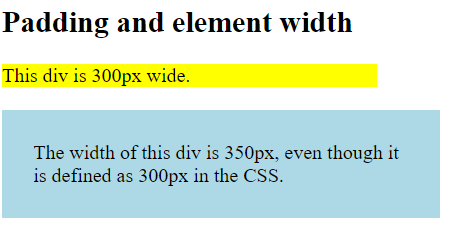 Padding and element width
This div is 300px wide.
The width of this div is 350px, even though it
is defined as 300px in the CSS.